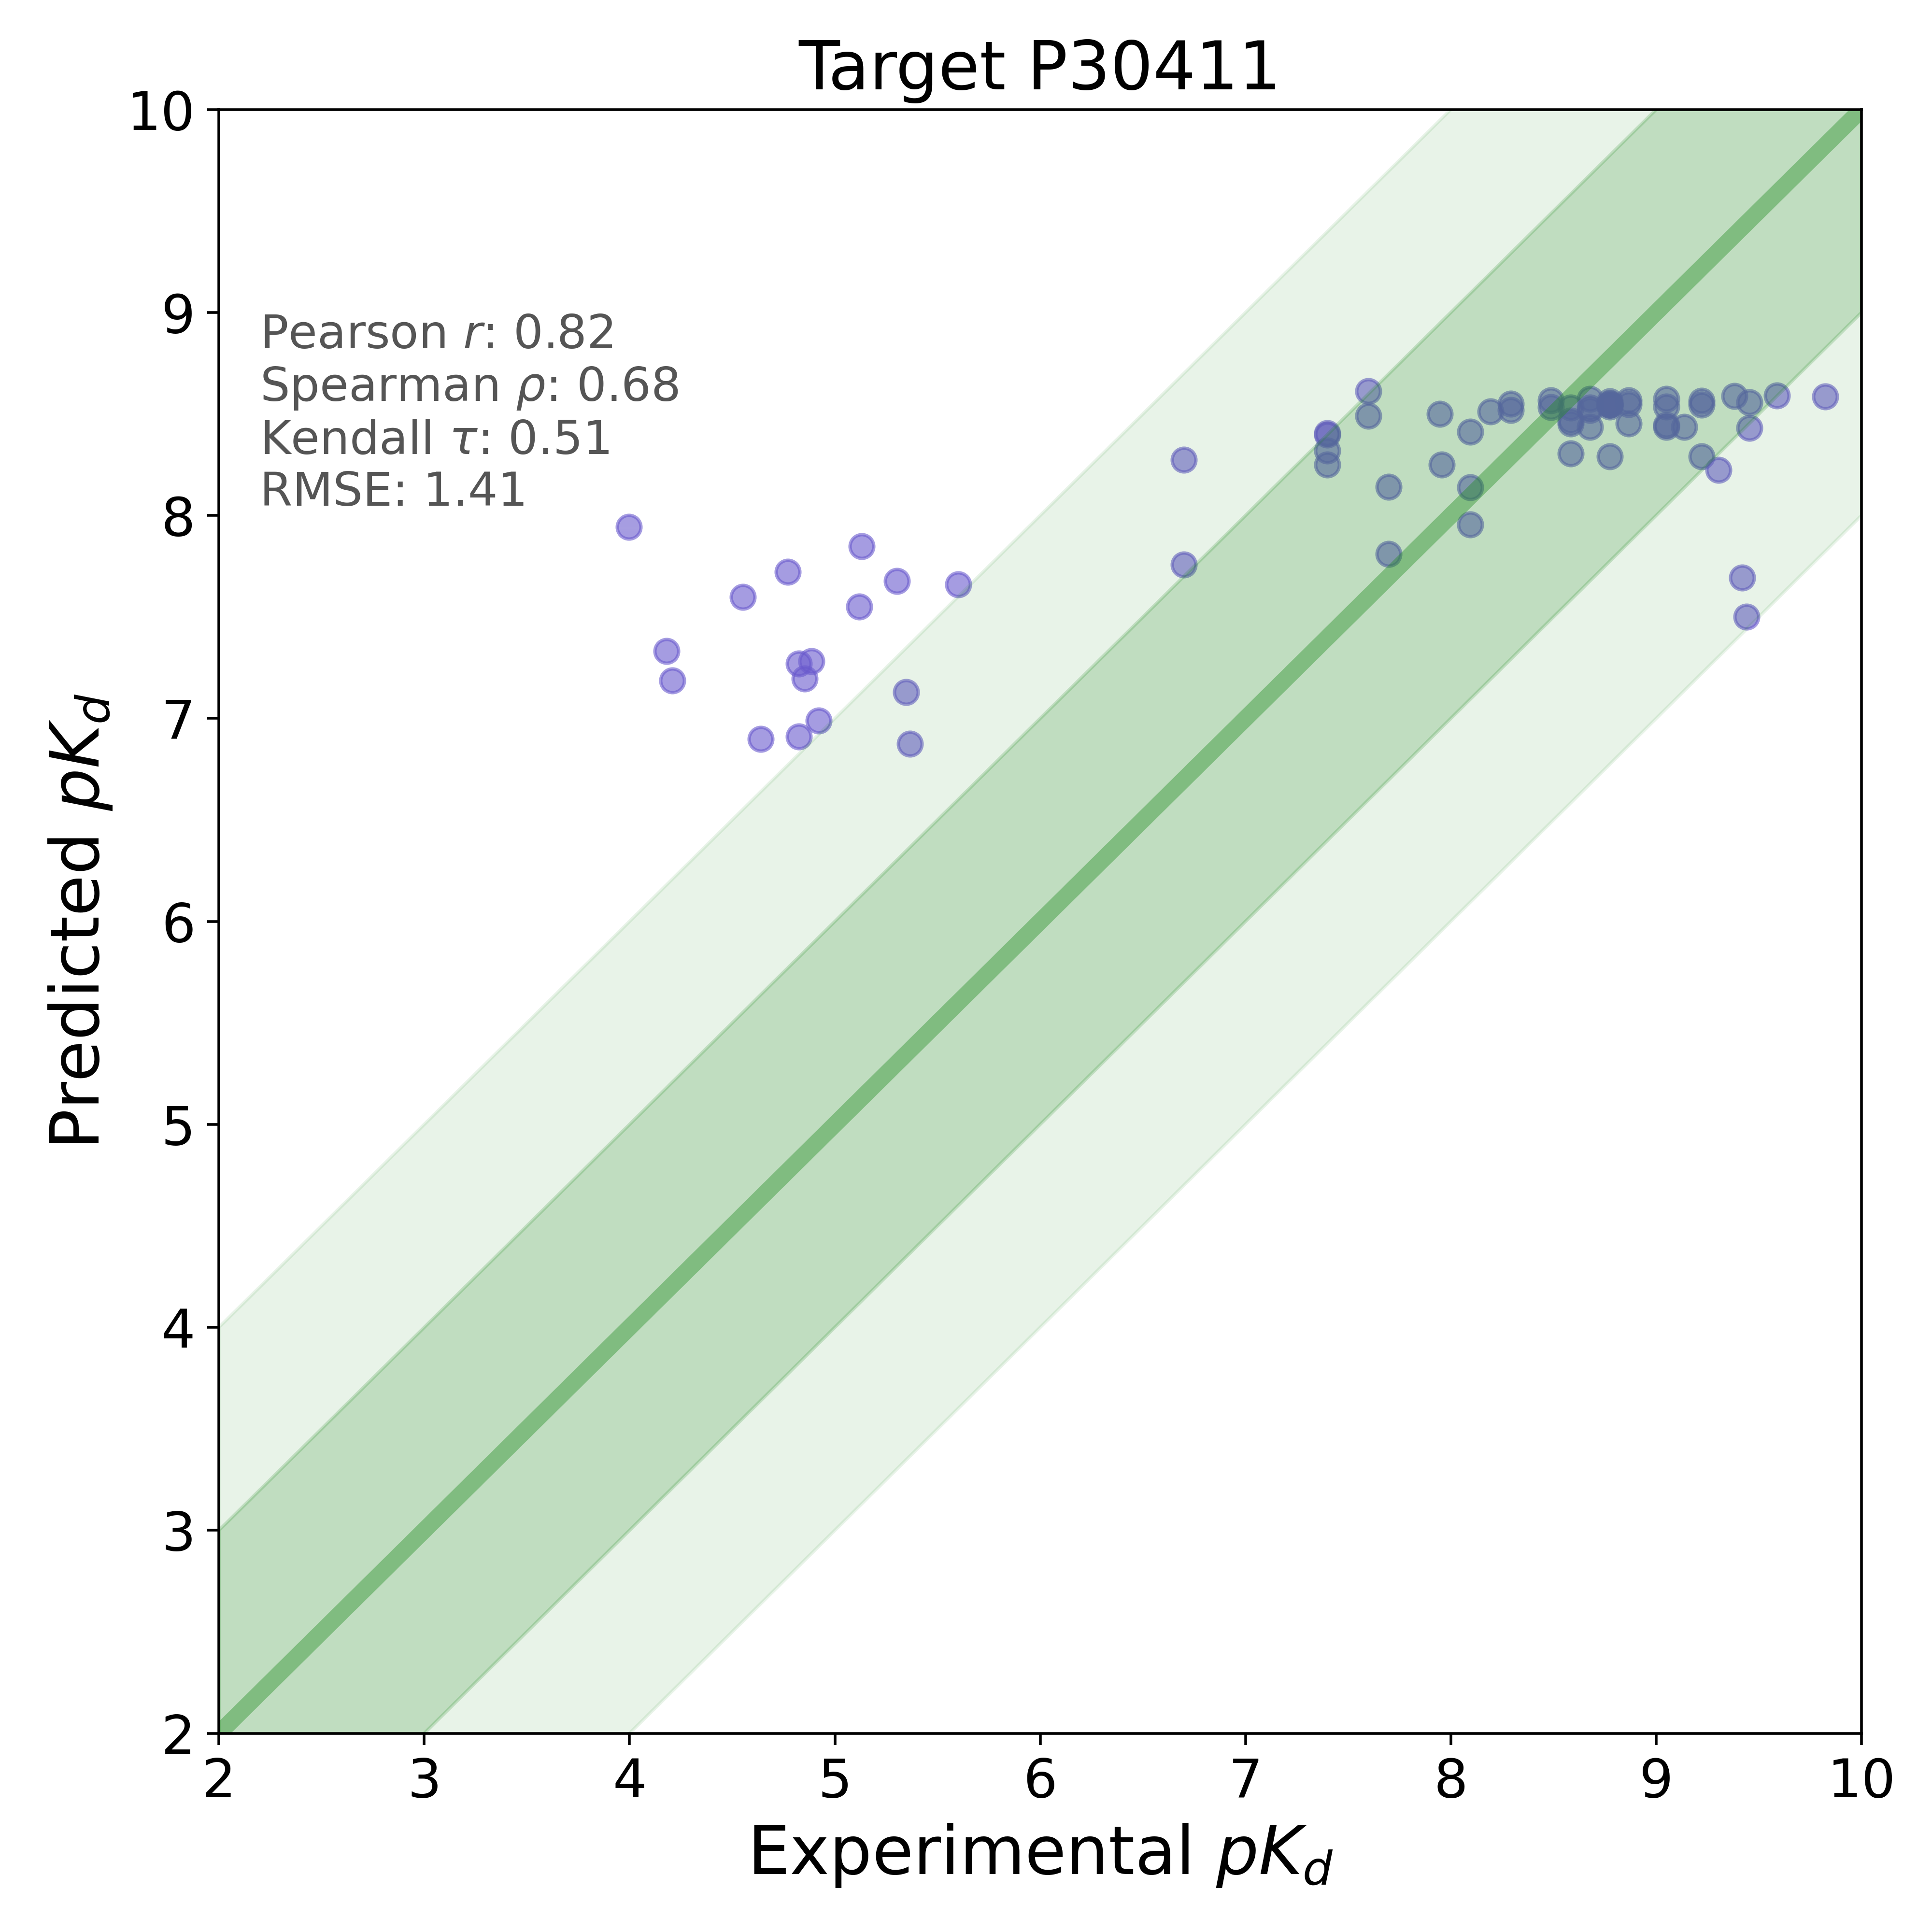 Target P30411
10
9
8
7
6
5
4
3
2
Pearson r: 0.82
Spearman ρ: 0.68
Kendall τ: 0.51
RMSE: 1.41
Predicted pKd
2 3 4 5 6 7 8 9 10
Experimental pKd